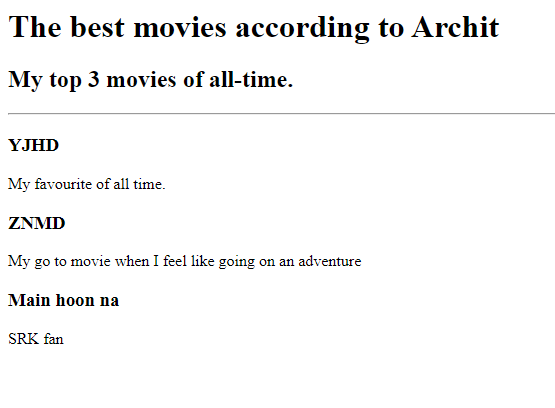 The best movies according to Archit
My top 3 movies of all-time.
YJHD
My favourite of all time.
ZNMD
My go to movie when I feel like going on an adventure
Main hoon na
SRK fan